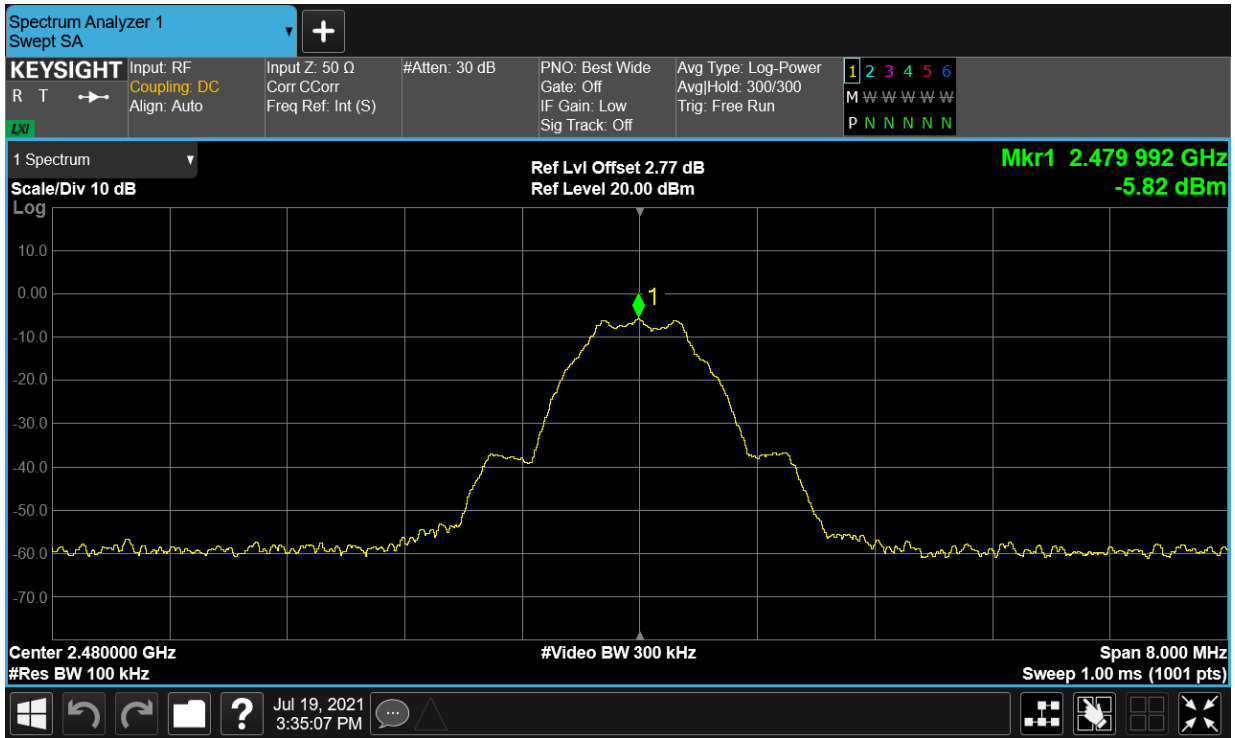 Spectrum Analyzer 1
Swept SA
+
KEYSIGHT
R T
LXI
Input: RF
Coupling: DC
Align: Auto
Input Z: 50 Ω
Corr CCorr
Freq Ref: Int (S)
#Atten: 30 dB
PNO: Best Wide
Gate: Off
IF Gain: Low
Sig Track: Off
Avg Type: Log-Power
Avg|Hold: 300/300
Trig: Free Run
1 2 3 4 5 6
M W W W W W
P N N N N N
1 Spectrum
Scale/Div 10 dB
Log
Ref Lvl Offset 2.77 dB
Ref Level 20.00 dBm
Mkr1 2.479 992 GHz
-5.82 dBm
10.0
0.00
-10.0
-20.0
-30.0
-40.0
-50.0
-60.0
-70.0
1
Center 2.480000 GHz
#Res BW 100 kHz
#Video BW 300 kHz
Span 8.000 MHz
Sweep 1.00 ms (1001 pts)
?
Jul 19, 2021
3:35:07 PM